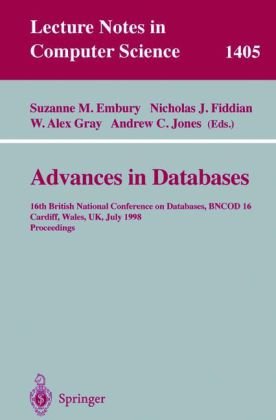 Lecture Notes in
Computer Science 1405
Suzanne M. Embury Nicholas J. Fiddian
W. Alex Gray Andrew C. Jones (Eds.)
Advances in Databases
16th British National Conference on Databases, BNCOD 16
Cardiff, Wales, UK, July 1998
Proceedings
Springer